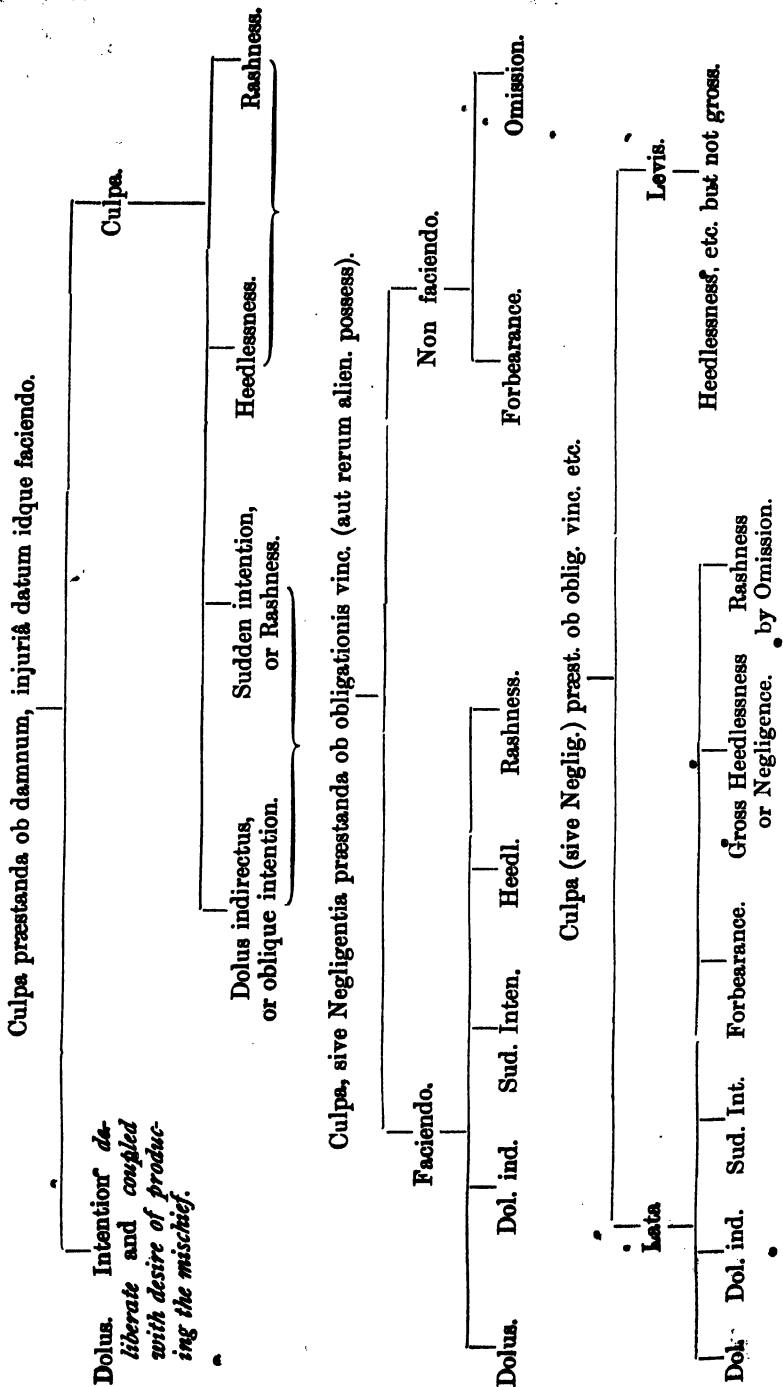 Culpa præstanda ob damnum, injuriâ datum idque faciendo.
Dolus. Intention de-
liberate and coupled
with desire of produc-
ing the mischief.
Culpa.
Dolus indirectus,
or oblique intention.
Sudden intention,
or Rashness.
Heedlessness.
Rashness.
Culpa, sive Negligentia præstanda ob obligationis vinc. (aut rerum alien. possess).
Faciendo.
Non faciendo.
Dolus.
Dol. ind.
Sud. Inten.
Heedl.
Rashness.
Forbearance.
Omission.
Culpa (sive Neglig.) præst. ob oblig. vinc. etc.
Lata
Levis.
Dol.
Dol. ind.
Sud. Int.
Forbearance.
Gross Heedlessness
or Negligence.
Rashness
by Omission.
Heedlessness, etc. but not gross.